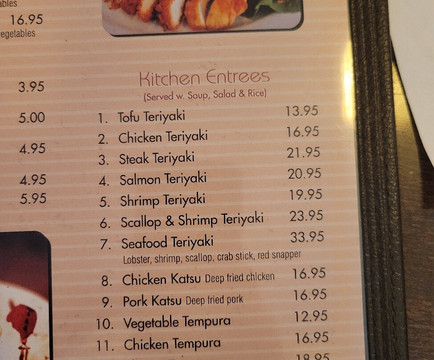 16.95
3.95
5.00
4.95
4.95
5.95
Kitchen Entrees
(Served w. Soup, Salad & Rice)
1. Tofu Teriyaki 13.95
2. Chicken Teriyaki 16.95
3. Steak Teriyaki 21.95
4. Salmon Teriyaki 20.95
5. Shrimp Teriyaki 19.95
6. Scallop & Shrimp Teriyaki 23.95
7. Seafood Teriyaki 33.95
Lobster, shrimp, scallop, crab stick, red snapper
8. Chicken Katsu Deep fried chicken 16.95
9. Pork Katsu Deep fried pork 16.95
10. Vegetable Tempura 12.95
11. Chicken Tempura 16.95
18.95